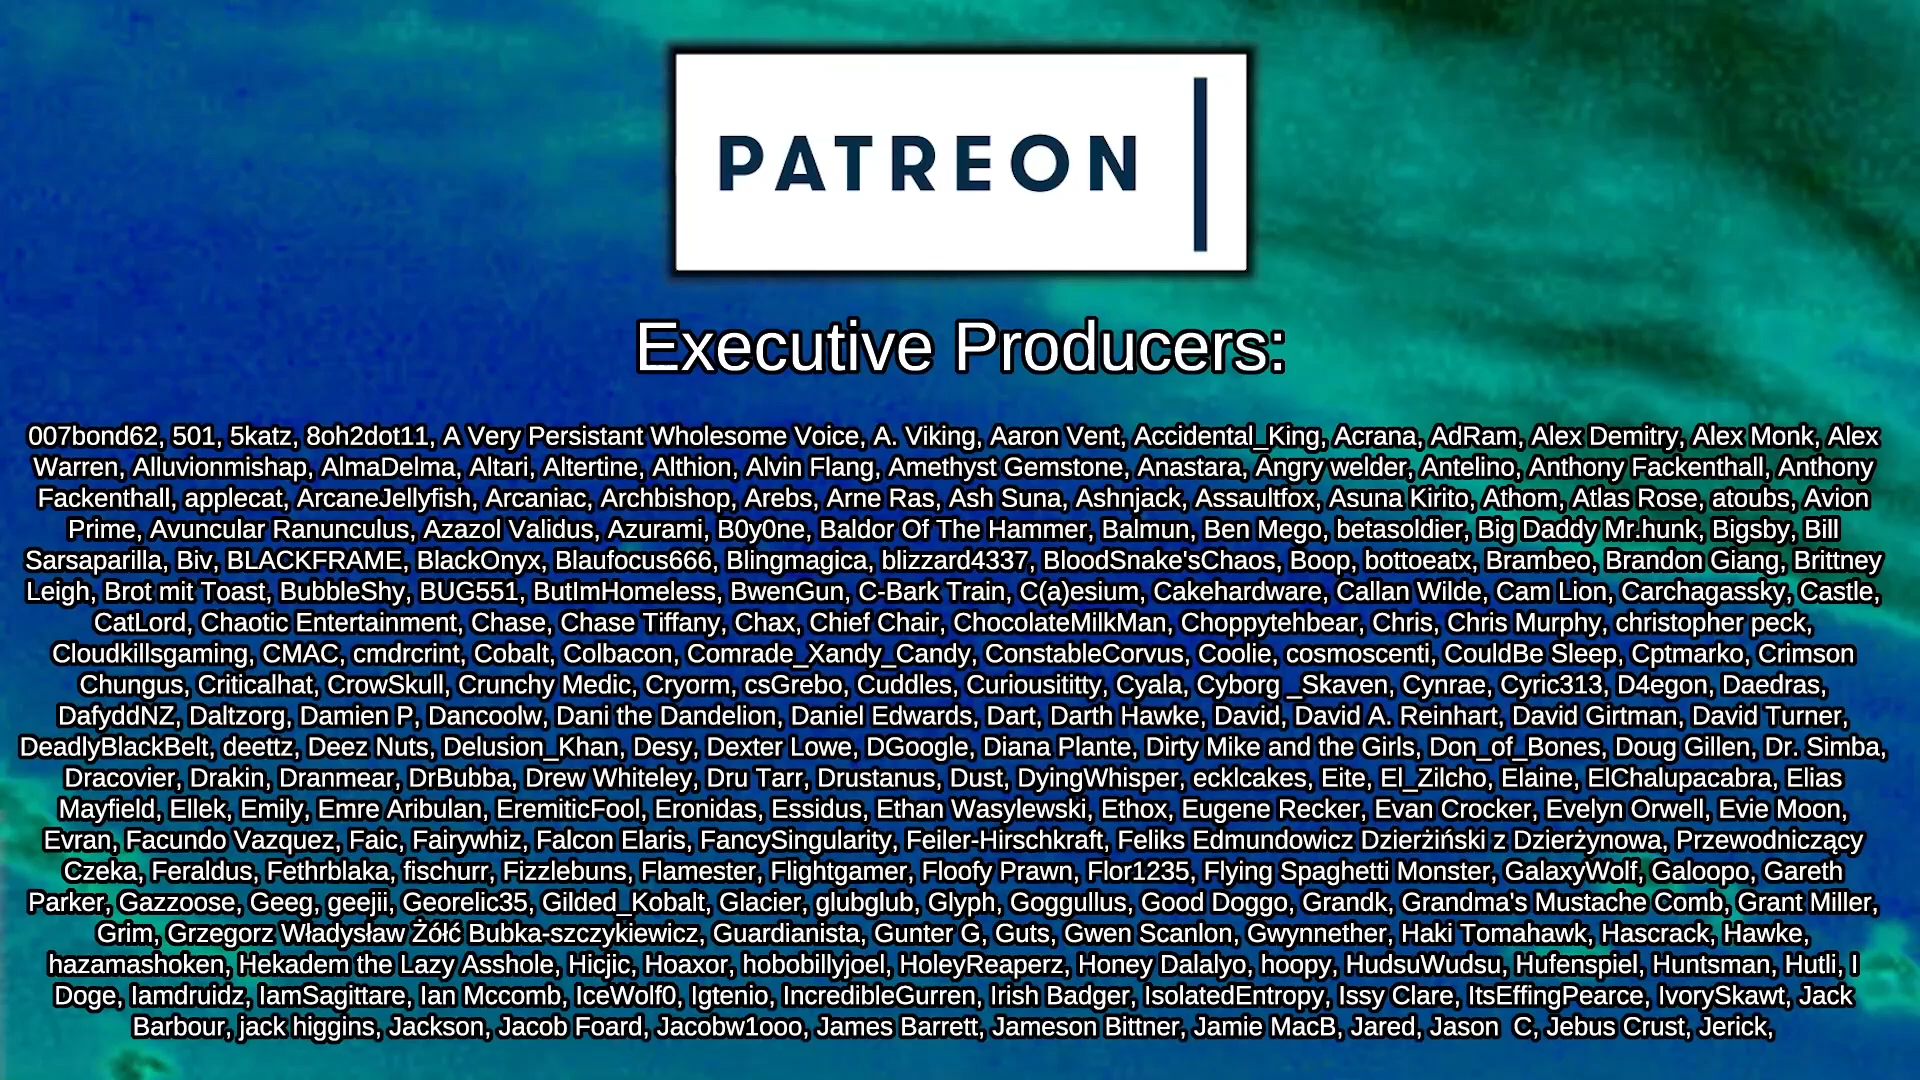 PATREON
Executive Producers:
007bond62, 501, 5katz, 8oh2dot11, A Very Persistant Wholesome Voice, A. Viking, Aaron Vent, Accidental_King, Acrana, AdRam, Alex Demitry, Alex Monk, Alex
Warren, Alluvionmishap, AlmaDelma, Altari, Altertine, Althion, Alvin Flang, Amethyst Gemstone, Anastara, Angry welder, Antelino, Anthony Fackenthall, Anthony
Fackenthall, applecat, ArcaneJellyfish, Arcaniac, Archbishop, Arebs, Arne Ras, Ash Suna, Ashnjack, Assaultfox, Asuna Kirito, Athom, Atlas Rose, atoubs, Avion
Prime, Avuncular Ranunculus, Azazol Validus, Azurami, B0y0ne, Baldor Of The Hammer, Balmun, Ben Mego, betasoldier, Big Daddy Mr.hunk, Bigsby, Bill
Sarsaparilla, Biv, BLACKFRAME, BlackOnyx, Blaufocus666, Blingmagica, blizzard4337, BloodSnake'sChaos, Boop, bottoeatx, Brambeo, Brandon Giang, Brittney
Leigh, Brot mit Toast, BubbleShy, BUG551, ButImHomeless, BwenGun, C-Bark Train, C(a)esium, Cakehardware, Callan Wilde, Cam Lion, Carchagassky, Castle,
CatLord, Chaotic Entertainment, Chase, Chase Tiffany, Chax, Chief Chair, ChocolateMilkMan, Choppytehbear, Chris, Chris Murphy, christopher peck,
Cloudkillsgaming, CMAC, cmdrcrint, Cobalt, Colbacon, Comrade_Xandy_Candy, ConstableCorvus, Coolie, cosmoscenti, CouldBe Sleep, Cptmarko, Crimson
Chungus, Criticalhat, CrowSkull, Crunchy Medic, Cryorm, csGrebo, Cuddles, Curiousititty, Cyala, Cyborg _Skaven, Cynrae, Cyric313, D4egon, Daedras,
DafyddNZ, Daltzorg, Damien P, Dancoolw, Dani the Dandelion, Daniel Edwards, Dart, Darth Hawke, David, David A. Reinhart, David Girtman, David Turner,
DeadlyBlackBelt, deettz, Deez Nuts, Delusion_Khan, Desy, Dexter Lowe, DGoogle, Diana Plante, Dirty Mike and the Girls, Don_of_Bones, Doug Gillen, Dr. Simba,
Dracovier, Drakin, Dranmear, DrBubba, Drew Whiteley, Dru Tarr, Drustanus, Dust, DyingWhisper, ecklcakes, Eite, El_Zilcho, Elaine, ElChalupacabra, Elias
Mayfield, Ellek, Emily, Emre Aribulan, EremiticFool, Eronidas, Essidus, Ethan Wasylewski, Ethox, Eugene Recker, Evan Crocker, Evelyn Orwell, Evie Moon,
Evran, Facundo Vazquez, Faic, Fairywhiz, Falcon Elaris, FancySingularity, Feiler-Hirschkraft, Feliks Edmundowicz Dzierżiński z Dzierżynowa, Przewodniczący
Czeka, Feraldus, Fethrblaka, fischurr, Fizzlebuns, Flamester, Flightgamer, Floofy Prawn, Flor1235, Flying Spaghetti Monster, GalaxyWolf, Galoopo, Gareth
Parker, Gazzoose, Geeg, geejii, Georelic35, Gilded_Kobalt, Glacier, glubglub, Glyph, Goggullus, Good Doggo, Grandk, Grandma's Mustache Comb, Grant Miller,
Grim, Grzegorz Władysław Żółć Bubka-szczykiewicz, Guardianista, Gunter G, Guts, Gwen Scanlon, Gwynnether, Haki Tomahawk, Hascrack, Hawke,
hazamashoken, Hekadem the Lazy Asshole, Hicjic, Hoaxor, hobobillyjoel, HoleyReaperz, Honey Dalalyo, hoopy, HudsuWudsu, Hufenspiel, Huntsman, Hutli, I
Doge, Iamdruidz, IamSagittare, Ian Mccomb, IceWolf0, Igtenio, IncredibleGurren, Irish Badger, IsolatedEntropy, Issy Clare, ItsEffingPearce, IvorySkawt, Jack
Barbour, jack higgins, Jackson, Jacob Foard, Jacobw1ooo, James Barrett, Jameson Bittner, Jamie MacB, Jared, Jason  C, Jebus Crust, Jerick,